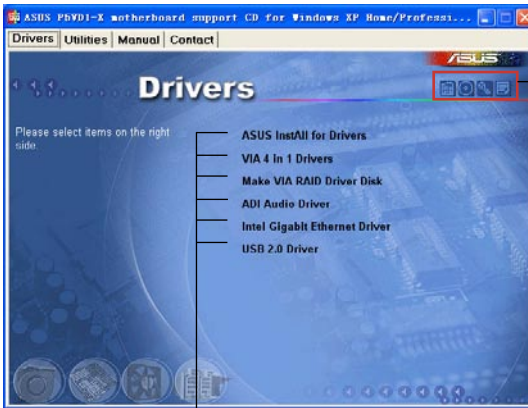 ASUS P5VD1-X motherboard support CD for Windows XP Home/Professi...
Drivers Utilities Manual Contact
ASUS
Drivers
Please select items on the right
side.
ASUS InstAll for Drivers
VIA 4 in 1 Drivers
Make VIA RAID Driver Disk
ADI Audio Driver
Intel Gigabit Ethernet Driver
USB 2.0 Driver